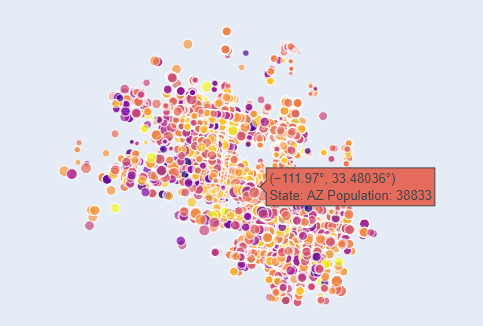 (−111.97°, 33.48036°)
State: AZ Population: 38833